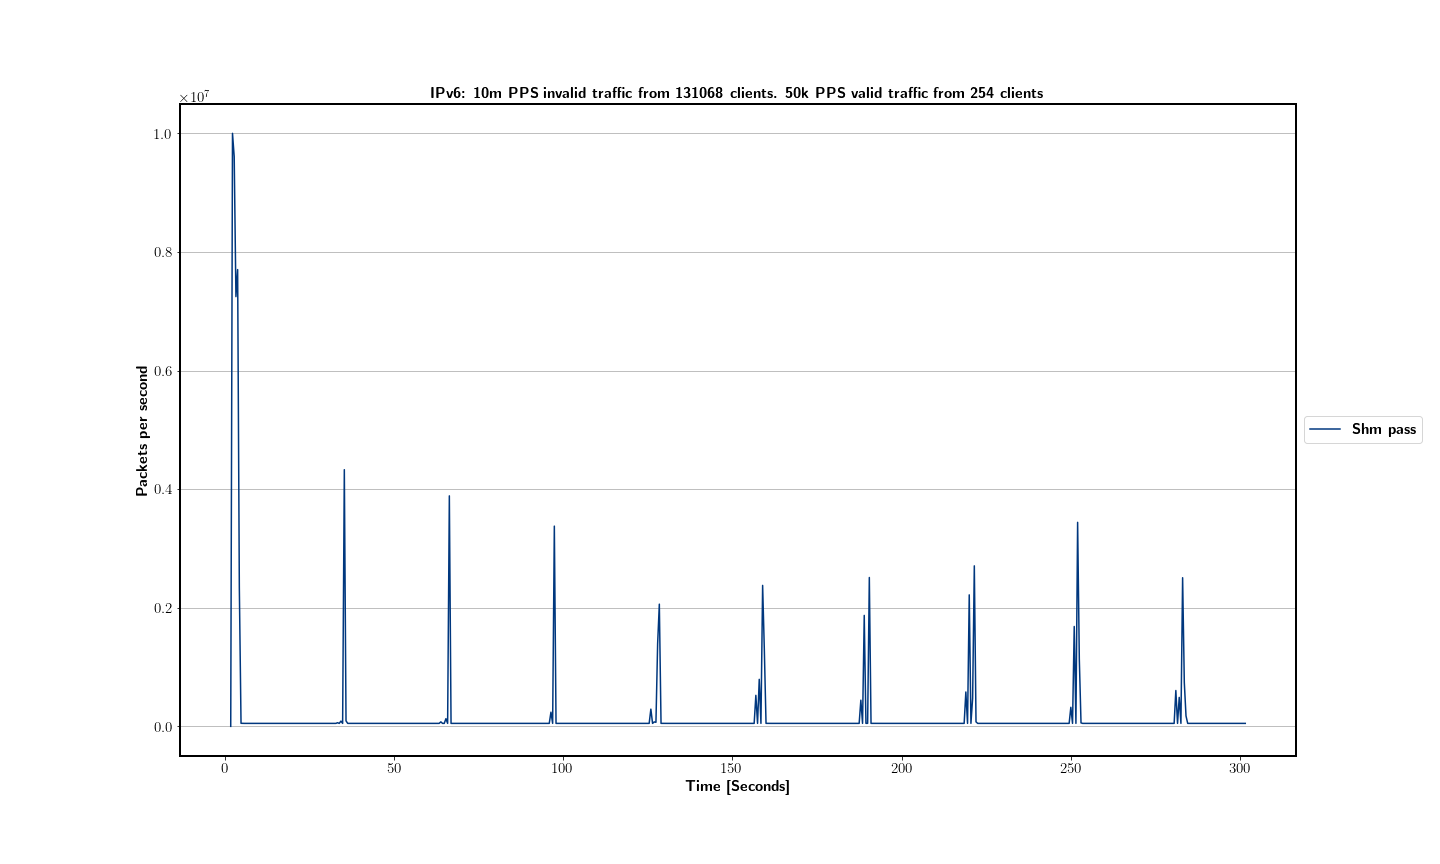 IPv6: 10m PPS invalid traffic from 131068 clients. 50k PPS valid traffic from 254 clients
×10⁷
1.0
0.8
0.6
0.4
0.2
0.0
Packets per second
0 50 100 150 200 250 300
Time [Seconds]
Shm pass